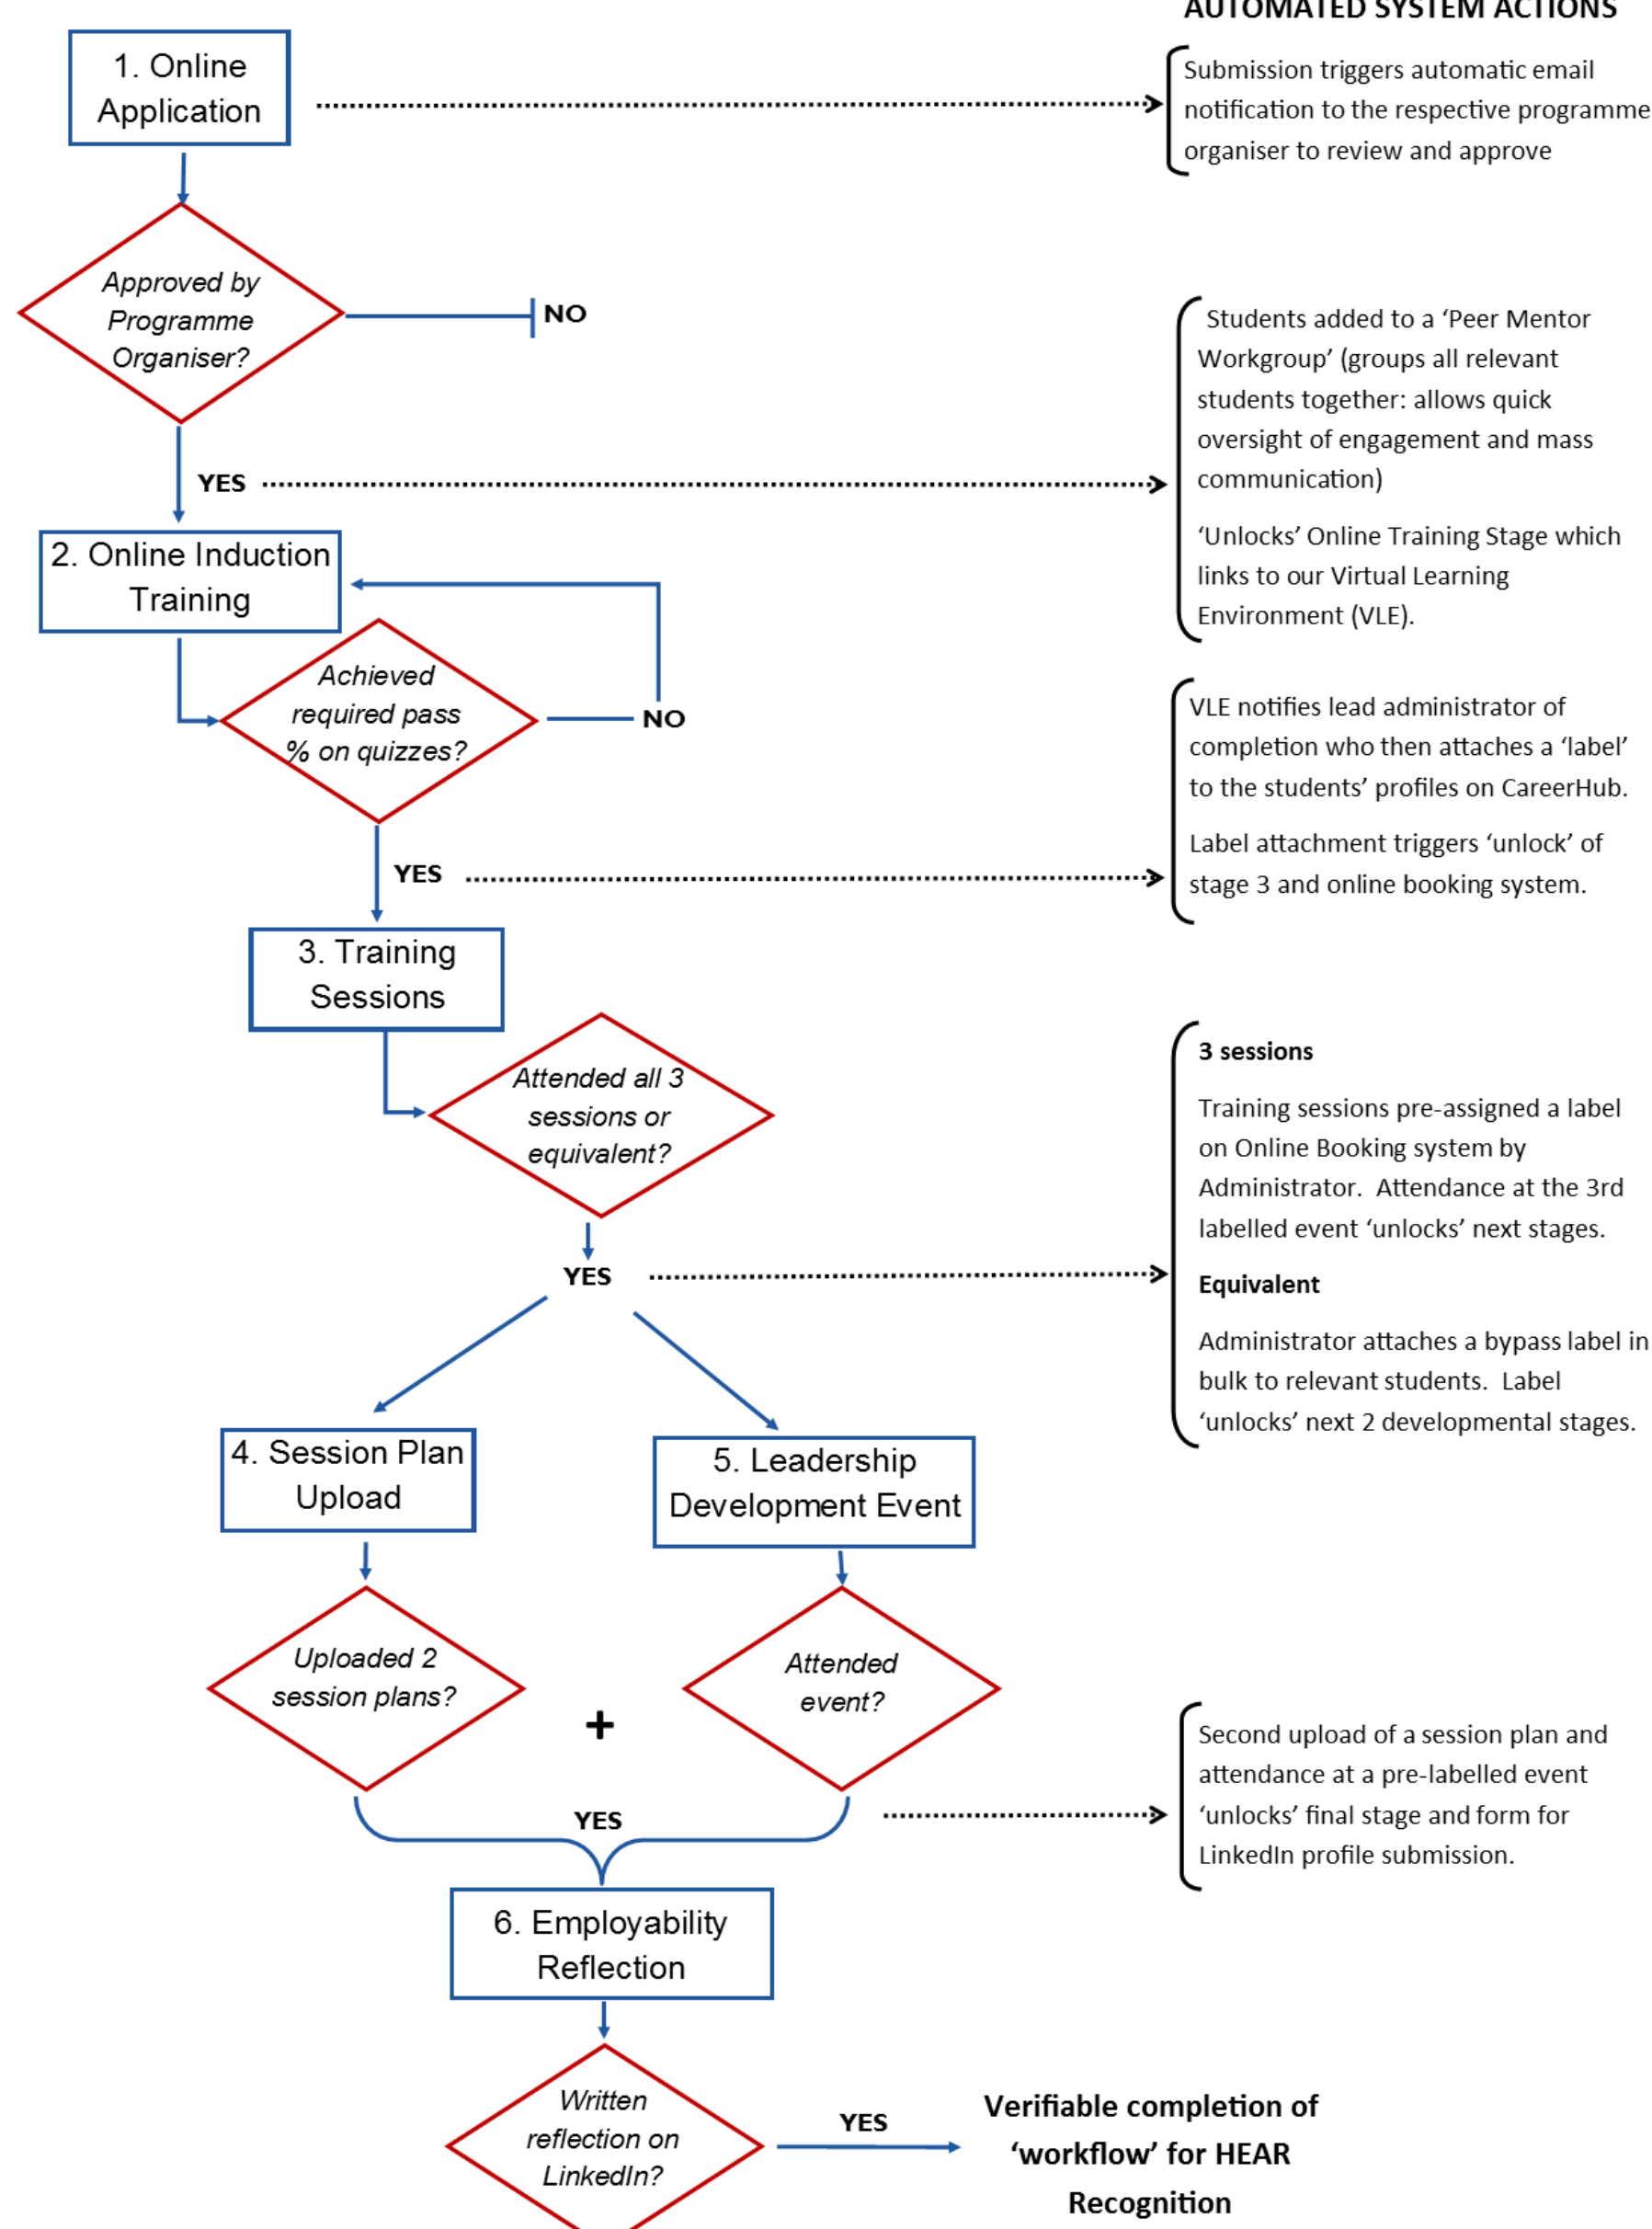 AUTOMATED SYSTEM ACTIONS
1. Online
Application
Submission triggers automatic email
notification to the respective programme
organiser to review and approve
Approved by
Programme
Organiser?
NO
YES
Students added to a ‘Peer Mentor
Workgroup’ (groups all relevant
students together: allows quick
oversight of engagement and mass
communication)
‘Unlocks’ Online Training Stage which
links to our Virtual Learning
Environment (VLE).
2. Online Induction
Training
Achieved
required pass
% on quizzes?
NO
YES
VLE notifies lead administrator of
completion who then attaches a ‘label’
to the students’ profiles on CareerHub.
Label attachment triggers ‘unlock’ of
stage 3 and online booking system.
3. Training
Sessions
Attended all 3
sessions or
equivalent?
YES
3 sessions
Training sessions pre-assigned a label
on Online Booking system by
Administrator.  Attendance at the 3rd
labelled event ‘unlocks’ next stages.
Equivalent
Administrator attaches a bypass label in
bulk to relevant students.  Label
‘unlocks’ next 2 developmental stages.
4. Session Plan
Upload
5. Leadership
Development Event
Uploaded 2
session plans?
+
Attended
event?
YES
Second upload of a session plan and
attendance at a pre-labelled event
‘unlocks’ final stage and form for
LinkedIn profile submission.
6. Employability
Reflection
Written
reflection on
LinkedIn?
YES
Verifiable completion of
‘workflow’ for HEAR
Recognition